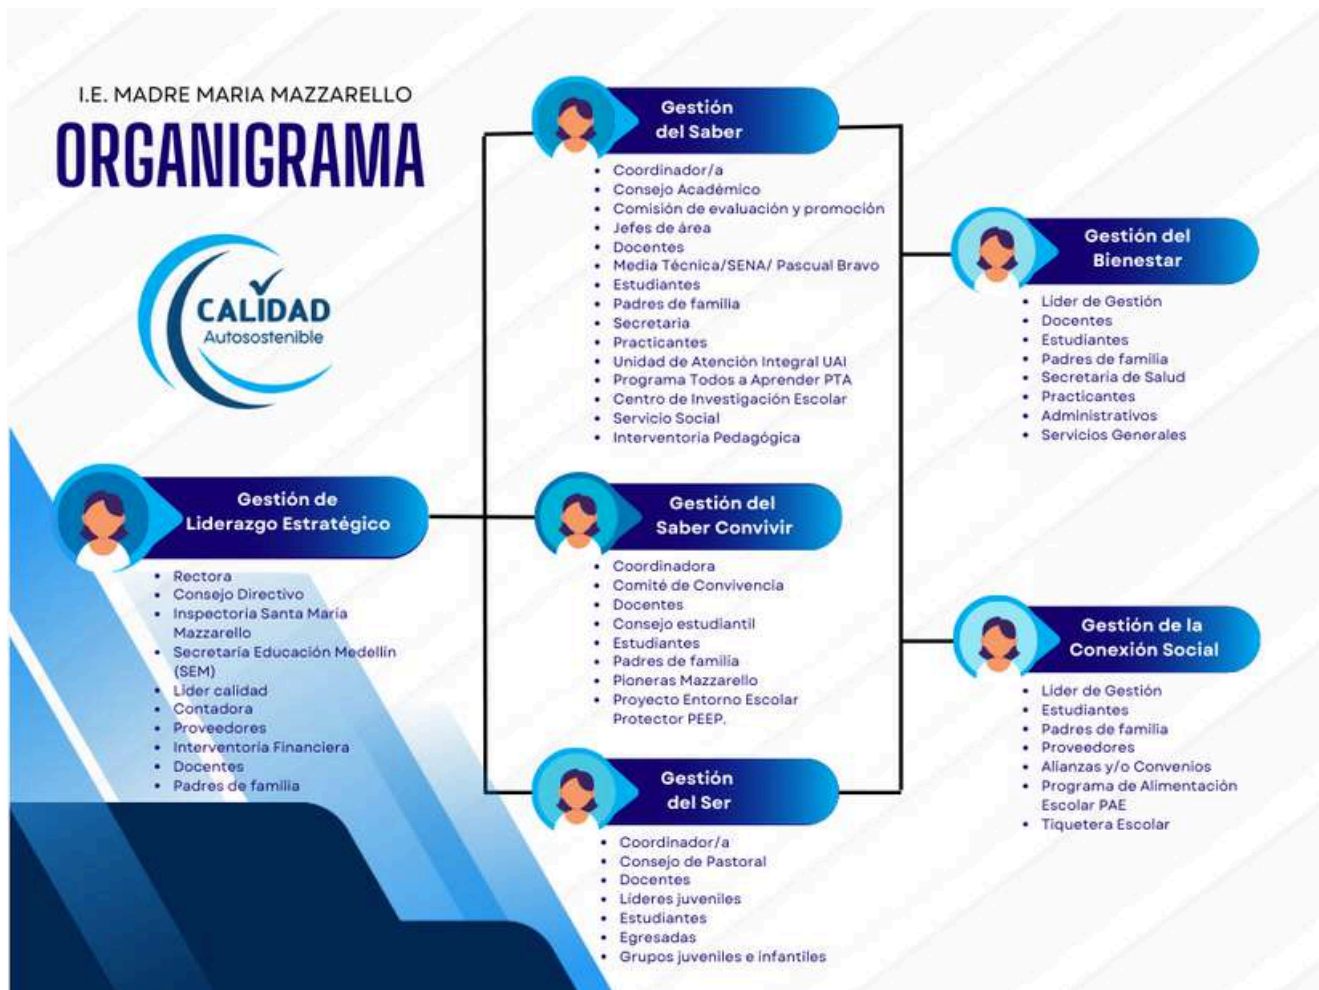 I.E. MADRE MARIA MAZZARELLO
ORGANIGRAMA
CALIDAD
Autosostenible
Gestión de
Liderazgo Estratégico
• Rectora
• Consejo Directivo
• Inspectoria Santa María
Mazzarello
• Secretaría Educación Medellín
(SEM)
• Líder calidad
• Contadora
• Proveedores
• Interventoría Financiera
• Docentes
• Padres de familia
Gestión
del Saber
• Coordinador/a
• Consejo Académico
• Comisión de evaluación y promoción
• Jefes de área
• Docentes
• Media Técnica/SENA/ Pascual Bravo
• Estudiantes
• Padres de familia
• Secretaria
• Practicantes
• Unidad de Atención Integral UAI
• Programa Todos a Aprender PTA
• Centro de Investigación Escolar
• Servicio Social
• Interventoría Pedagógica
Gestión del
Saber Convivir
• Coordinadora
• Comité de Convivencia
• Docentes
• Consejo estudiantil
• Estudiantes
• Padres de familia
• Pioneras Mazzarello
• Proyecto Entorno Escolar
Protector PEEP.
Gestión
del Ser
• Coordinador/a
• Consejo de Pastoral
• Docentes
• Líderes juveniles
• Estudiantes
• Egresadas
• Grupos juveniles e infantiles
Gestión del
Bienestar
• Líder de Gestión
• Docentes
• Estudiantes
• Padres de familia
• Secretaria de Salud
• Practicantes
• Administrativos
• Servicios Generales
Gestión de la
Conexión Social
• Líder de Gestión
• Estudiantes
• Padres de familia
• Proveedores
• Alianzas y/o Convenios
• Programa de Alimentación
Escolar PAE
• Tiquetera Escolar